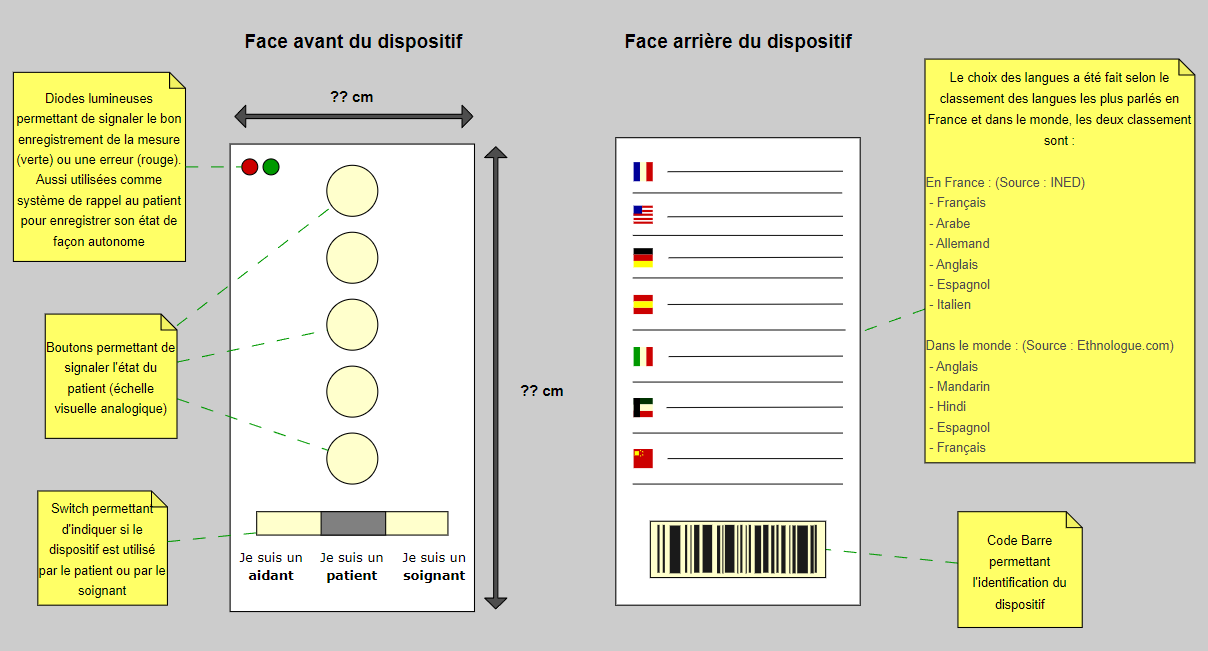 Face avant du dispositif
Face arrière du dispositif
Diodes lumineuses
permettant de signaler le bon
enregistrement de la mesure
(verte) ou une erreur (rouge).
Aussi utilisées comme
système de rappel au patient
pour enregistrer son état de
façon autonome
?? cm
?? cm
Boutons permettant de
signaler l'état du
patient (échelle
visuelle analogique)
Switch permettant
d'indiquer si le
dispositif est utilisé
par le patient ou par le
soignant
Je suis un
aidant
Je suis un
patient
Je suis un
soignant
Le choix des langues a été fait selon le
classement des langues les plus parlés en
France et dans le monde, les deux classement
sont :
En France : (Source : INED)
- Français
- Arabe
- Allemand
- Anglais
- Espagnol
- Italien
Dans le monde : (Source : Ethnologue.com)
- Anglais
- Mandarin
- Hindi
- Espagnol
- Français
Code Barre
permettant
l'identification du
dispositif